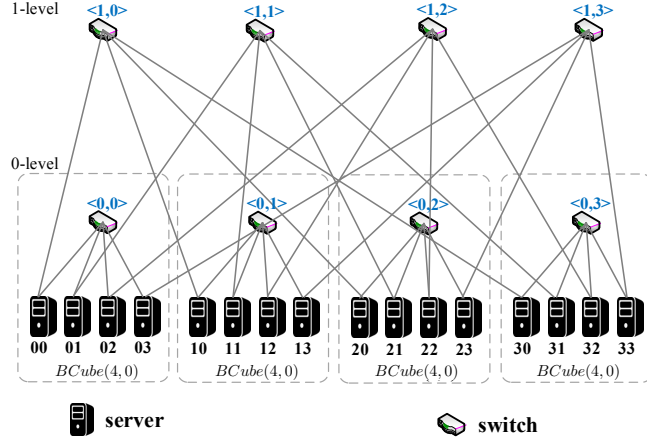 1-level
<1,0> <1,1> <1,2> <1,3>
0-level
<0,0> <0,1> <0,2> <0,3>
00 01 02 03 10 11 12 13 20 21 22 23 30 31 32 33
BCube(4,0) BCube(4,0) BCube(4,0) BCube(4,0)
server switch